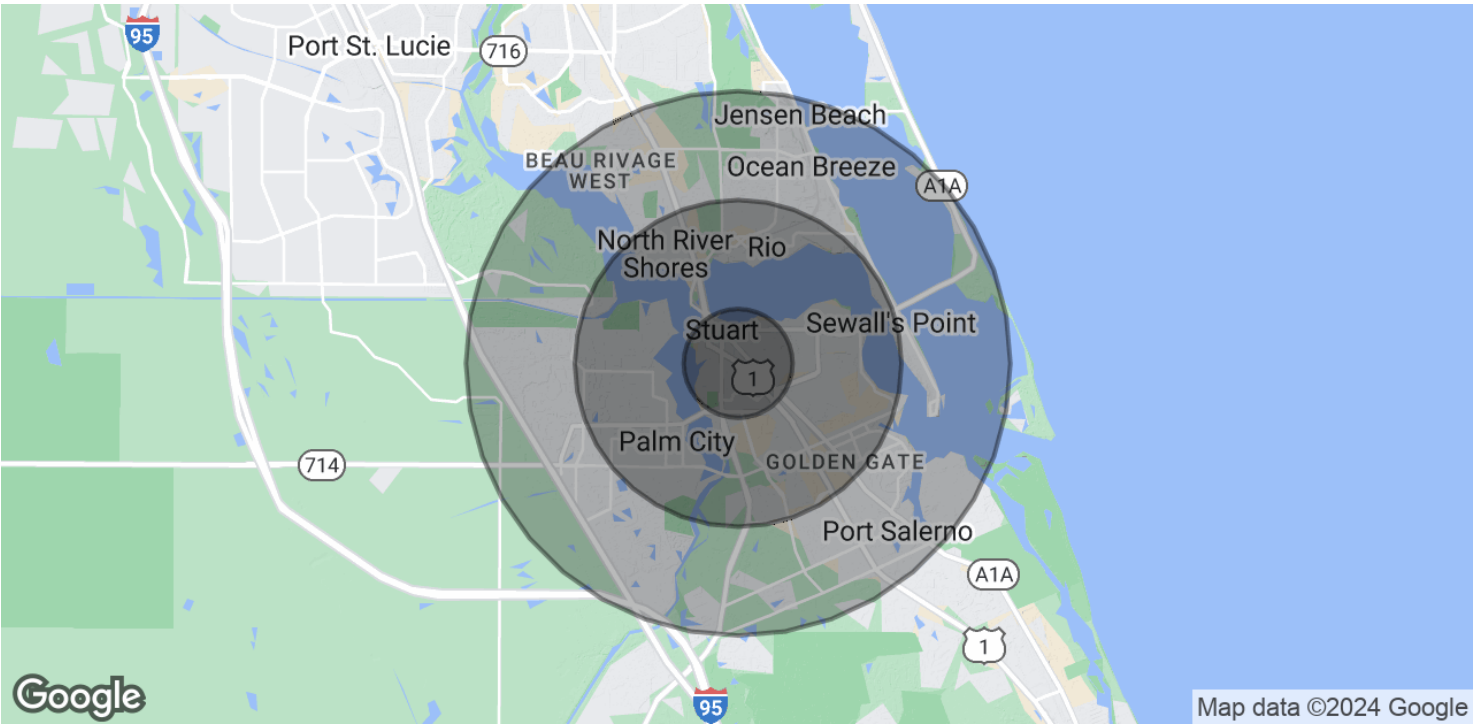 95
Port St. Lucie
716
Jensen Beach
BEAU RIVAGE
WEST
Ocean Breeze
A1A
North River
Shores
Rio
Stuart
Sewall's Point
1
Palm City
GOLDEN GATE
714
Port Salerno
A1A
1
95
Google
Map data ©2024 Google